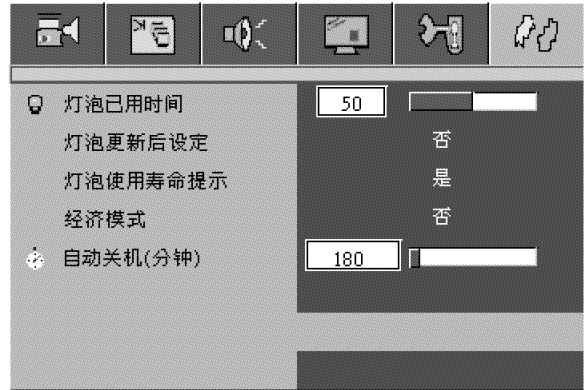 灯泡已用时间 50
灯泡更新后设定 否
灯泡使用寿命提示 是
经济模式 否
自动关机(分钟) 180